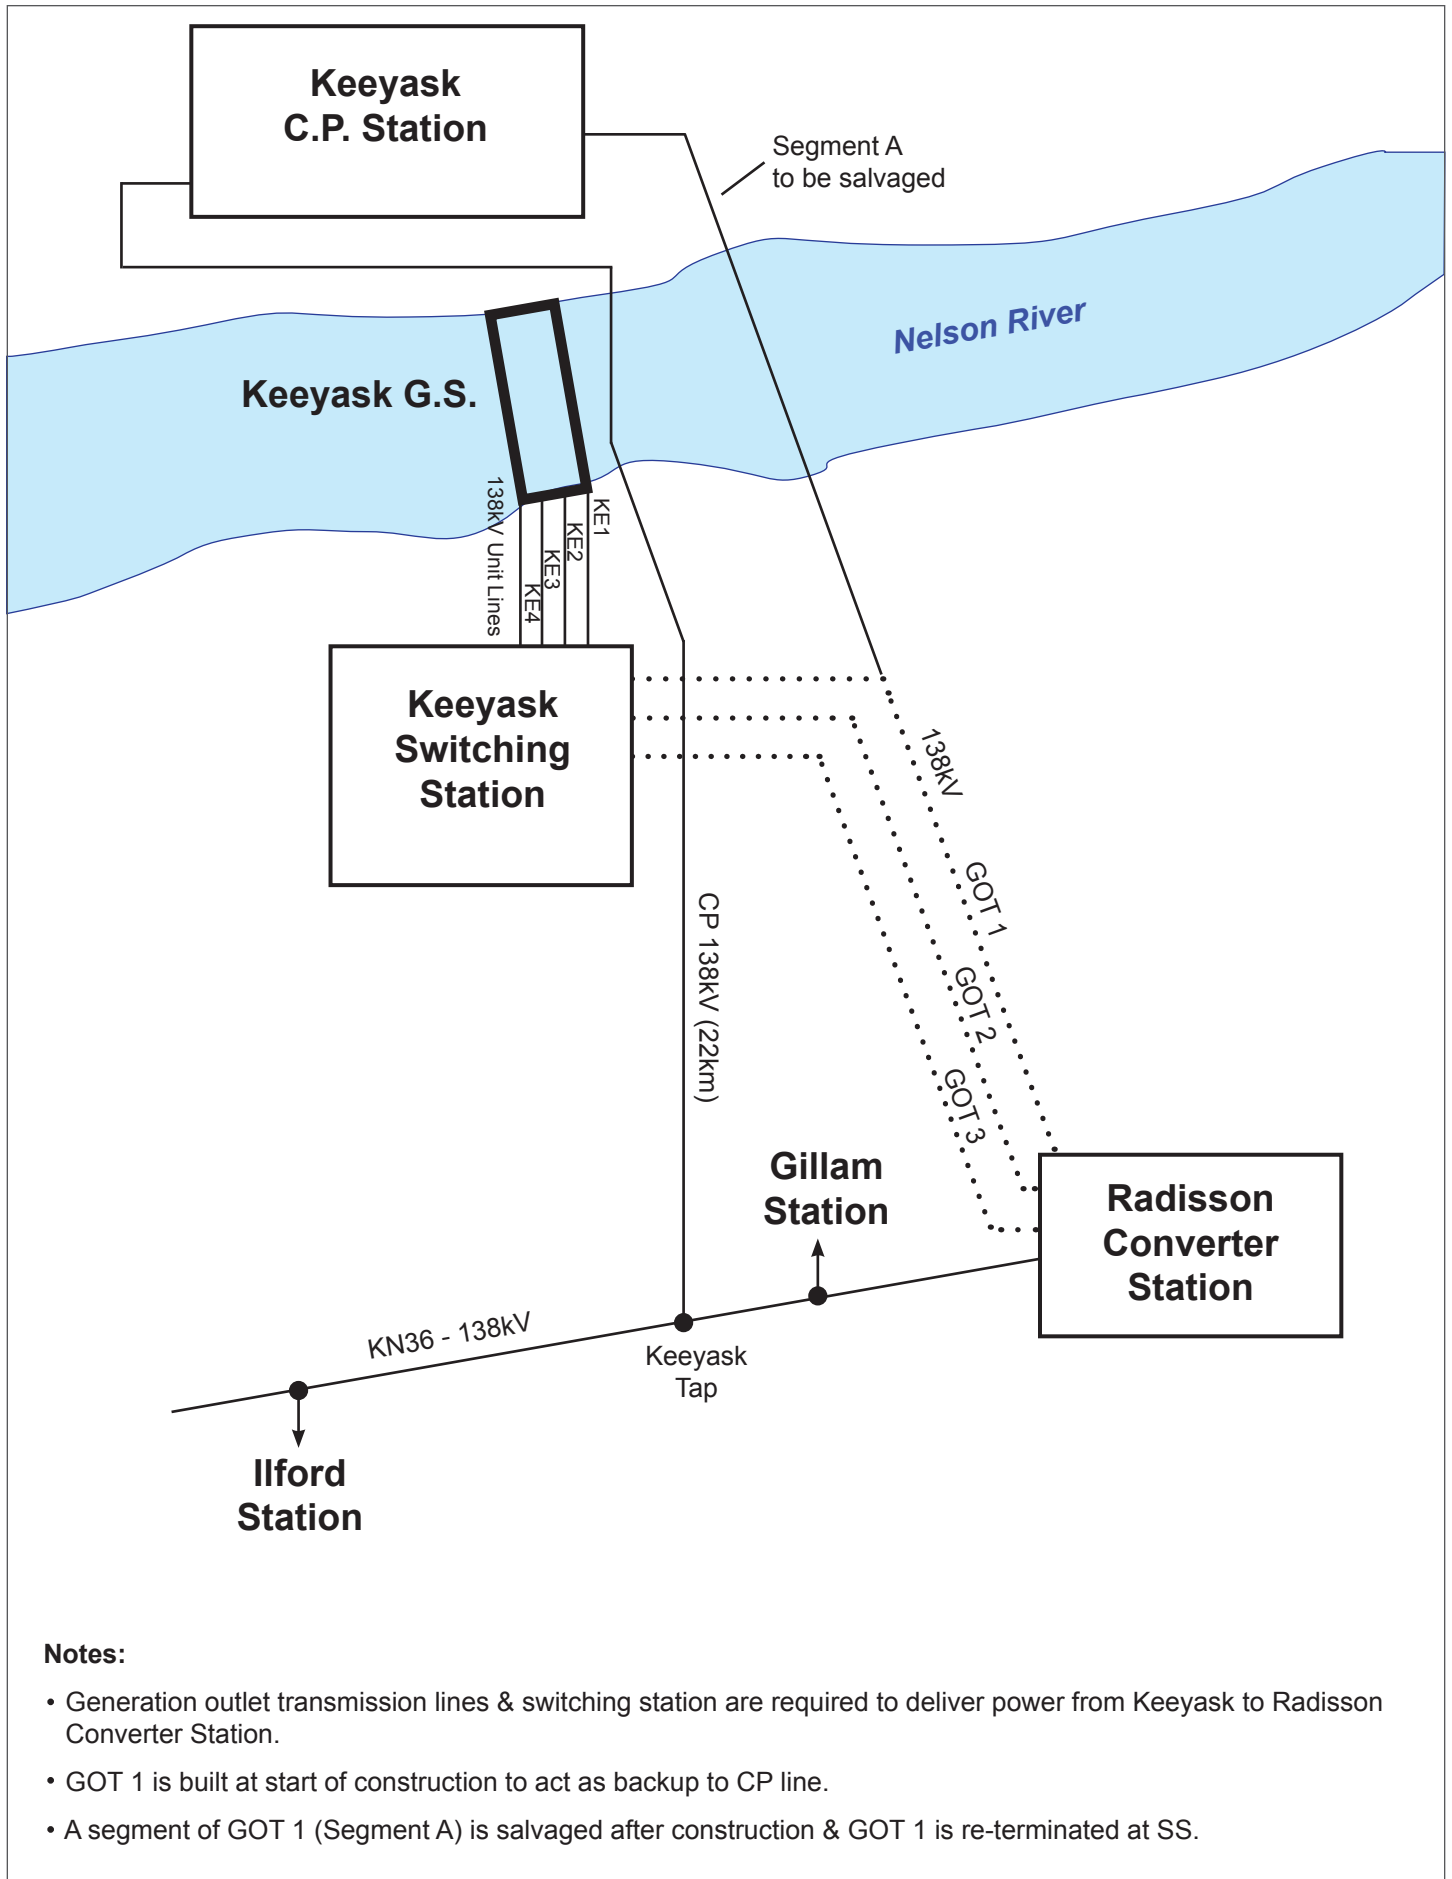 Keeyask
C.P. Station
Segment A
to be salvaged
Nelson River
Keeyask G.S.
138kV Unit Lines
KE4
KE3
KE2
KE1
Keeyask
Switching
Station
138kV
GOT 1
GOT 2
GOT 3
CP 138kV (22km)
Gillam
Station
Radisson
Converter
Station
KN36 - 138kV
Keeyask
Tap
Ilford
Station
Notes:
• Generation outlet transmission lines & switching station are required to deliver power from Keeyask to Radisson
Converter Station.
• GOT 1 is built at start of construction to act as backup to CP line.
• A segment of GOT 1 (Segment A) is salvaged after construction & GOT 1 is re-terminated at SS.